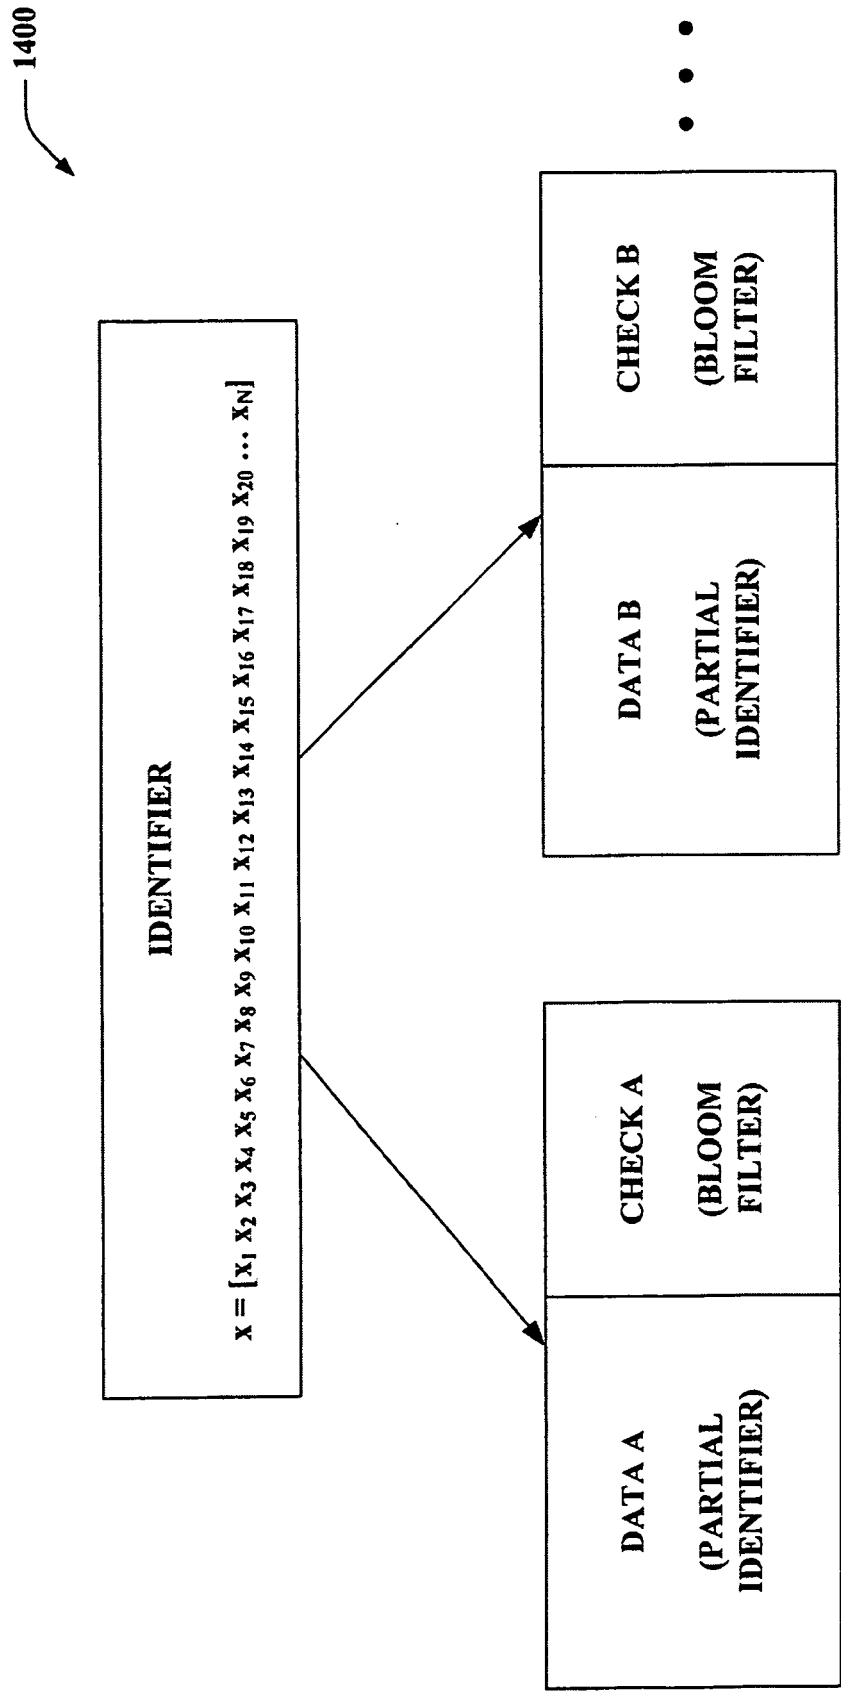 1400
IDENTIFIER
X = [X₁ X₂ X₃ X₄ X₅ X₆ X₇ X₈ X₉ X₁₀ X₁₁ X₁₂ X₁₃ X₁₄ X₁₅ X₁₆ X₁₇ X₁₈ X₁₉ X₂₀ ... X_N]
DATA A
(PARTIAL
IDENTIFIER)
CHECK A
(BLOOM
FILTER)
DATA B
(PARTIAL
IDENTIFIER)
CHECK B
(BLOOM
FILTER)
• • •